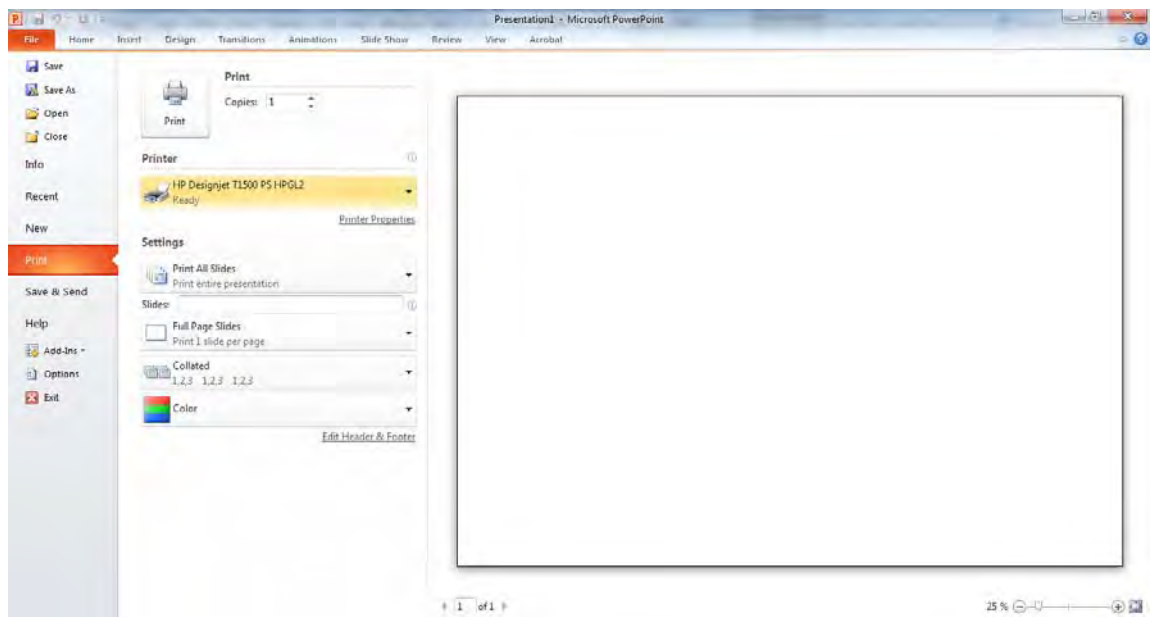 Presentation1 - Microsoft PowerPoint
File Home Insert Design Transitions Animations Slide Show Review View Acrobat
Save
Save As
Open
Close
Info
Recent
New
Print
Save & Send
Help
Add-Ins
Options
Exit
Print
Copies: 1
Print
Printer
HP Designjet T1500 PS HPGL2
Ready
Printer Properties
Settings
Print All Slides
Print entire presentation
Slides:
Full Page Slides
Print 1 slide per page
Collated
1,2,3 1,2,3 1,2,3
Color
Edit Header & Footer
1 of 1
25 %